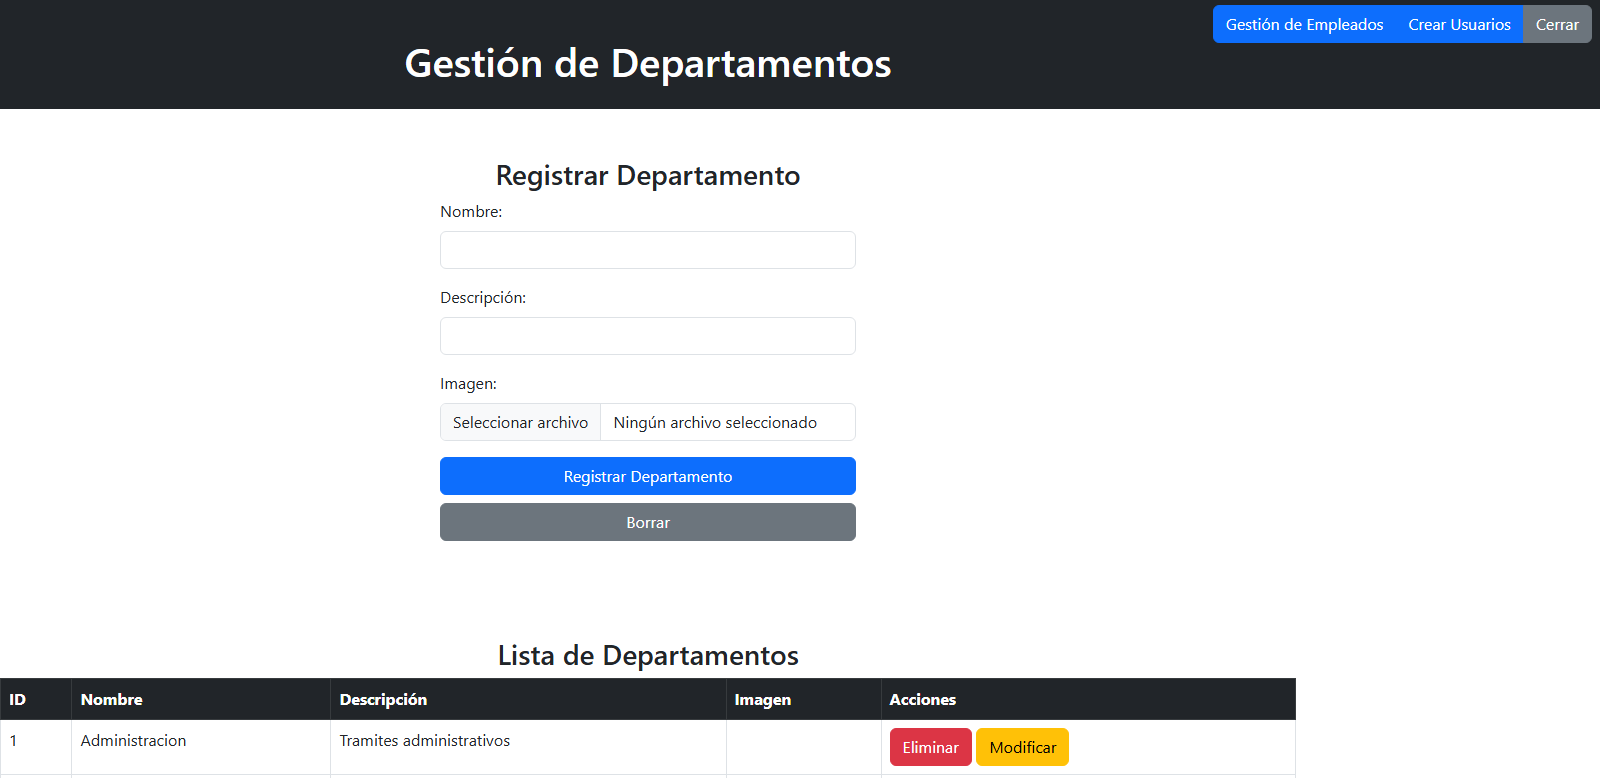 Gestión de Empleados Crear Usuarios Cerrar
Gestión de Departamentos
Registrar Departamento
Nombre:
Descripción:
Imagen:
Seleccionar archivo Ningún archivo seleccionado
Registrar Departamento
Borrar
Lista de Departamentos
ID Nombre Descripción Imagen Acciones
1 Administracion Tramites administrativos Eliminar Modificar